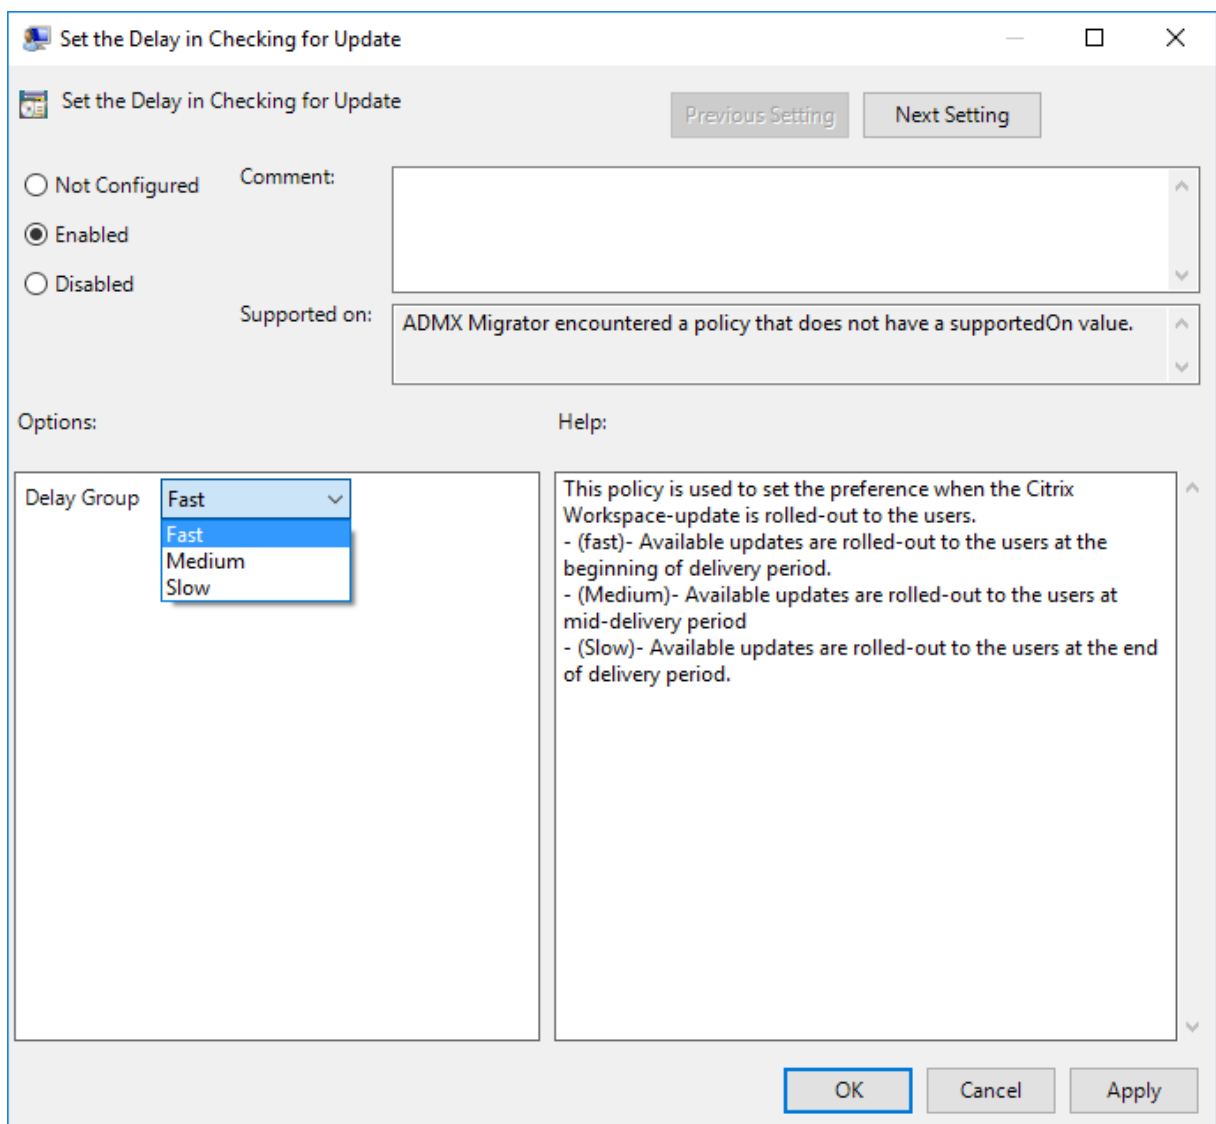 Set the Delay in Checking for Update
Set the Delay in Checking for Update
Previous Setting
Next Setting
Not Configured
Enabled
Disabled
Comment:
Supported on:
ADMX Migrator encountered a policy that does not have a supportedOn value.
Options:
Help:
Delay Group
Fast
Fast
Medium
Slow
This policy is used to set the preference when the Citrix
Workspace-update is rolled-out to the users.
- (fast)- Available updates are rolled-out to the users at the
beginning of delivery period.
- (Medium)- Available updates are rolled-out to the users at
mid-delivery period
- (Slow)- Available updates are rolled-out to the users at the end
of delivery period.
OK
Cancel
Apply